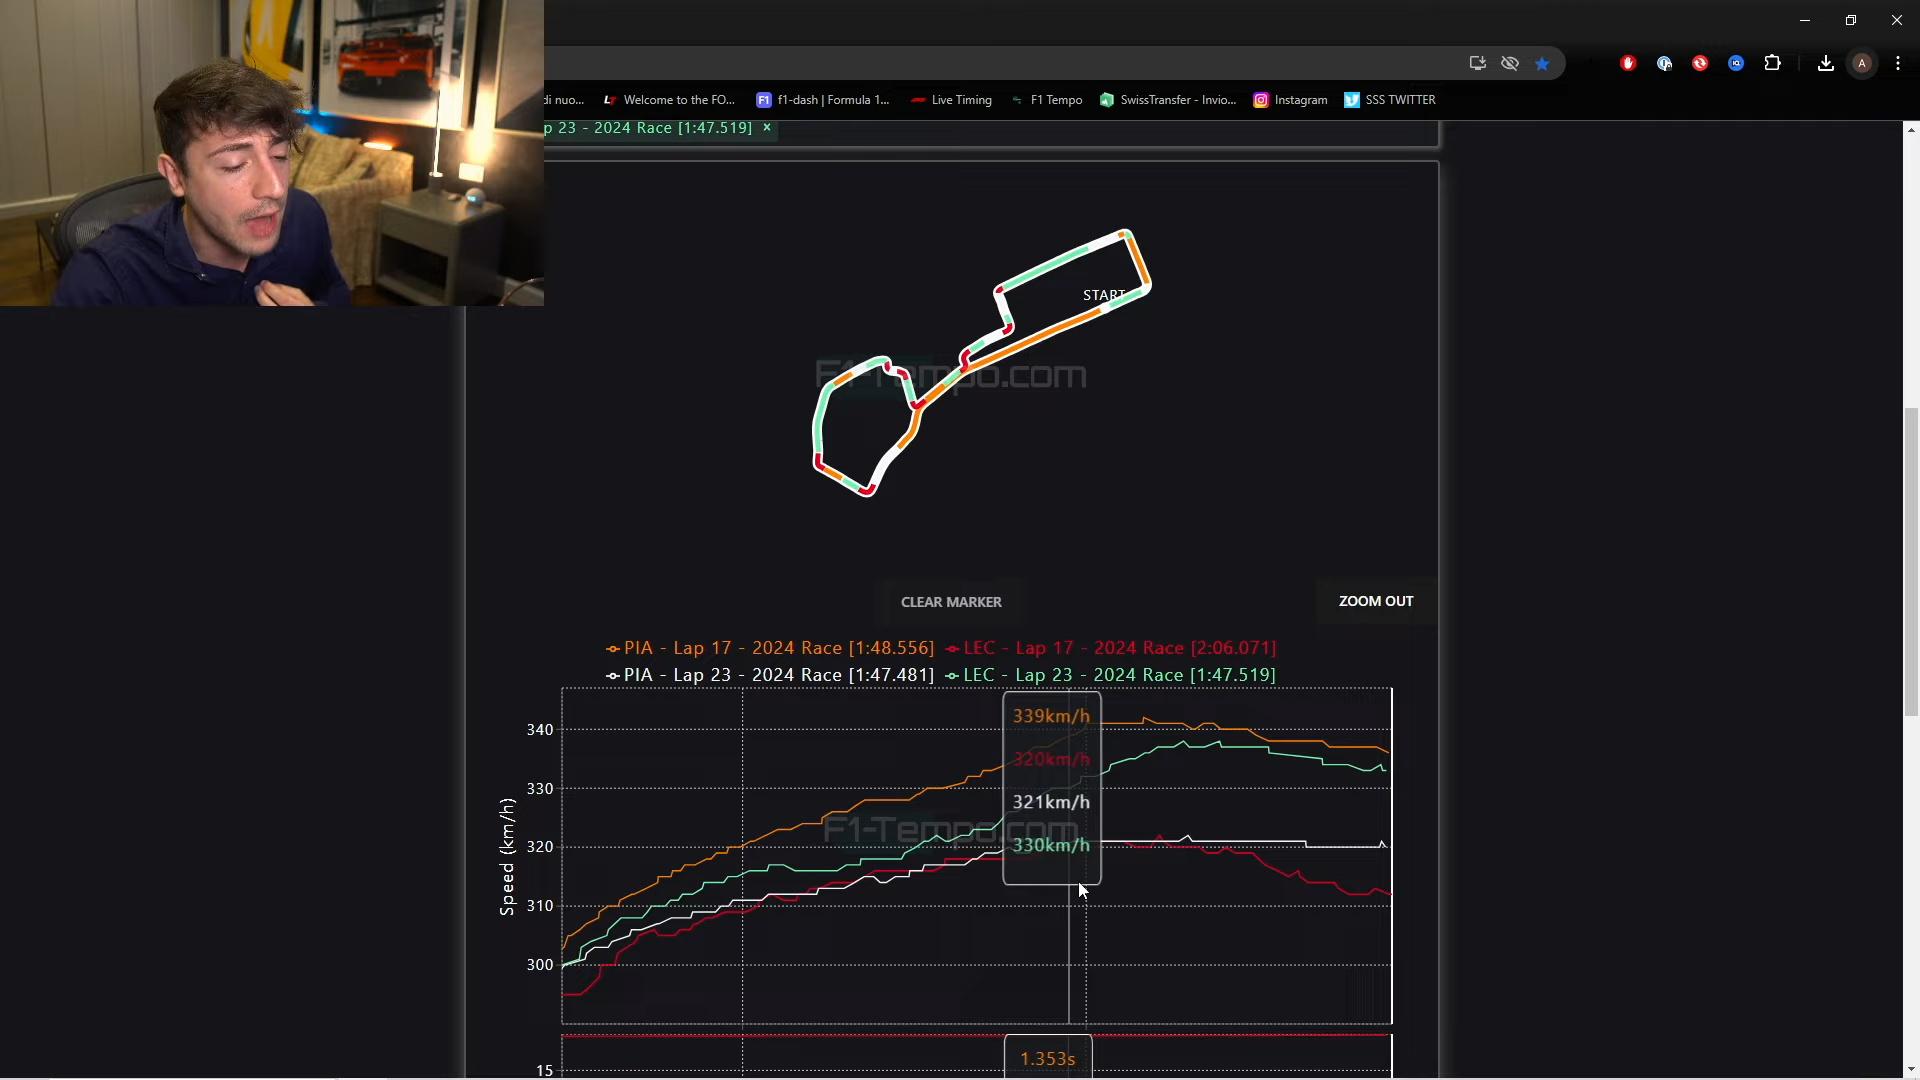 di nuo... Welcome to the FO... f1-dash | Formula 1... Live Timing F1 Tempo SwissTransfer - Invio... Instagram SSS TWITTER
A
p 23 - 2024 Race [1:47.519] ×
START
F1-Tempo.com
CLEAR MARKER
ZOOM OUT
PIA - Lap 17 - 2024 Race [1:48.556] LEC - Lap 17 - 2024 Race [2:06.071]
PIA - Lap 23 - 2024 Race [1:47.481] LEC - Lap 23 - 2024 Race [1:47.519]
339km/h
320km/h
321km/h
330km/h
Speed (km/h)
340
330
320
310
300
F1-Tempo.com
1.353s
15